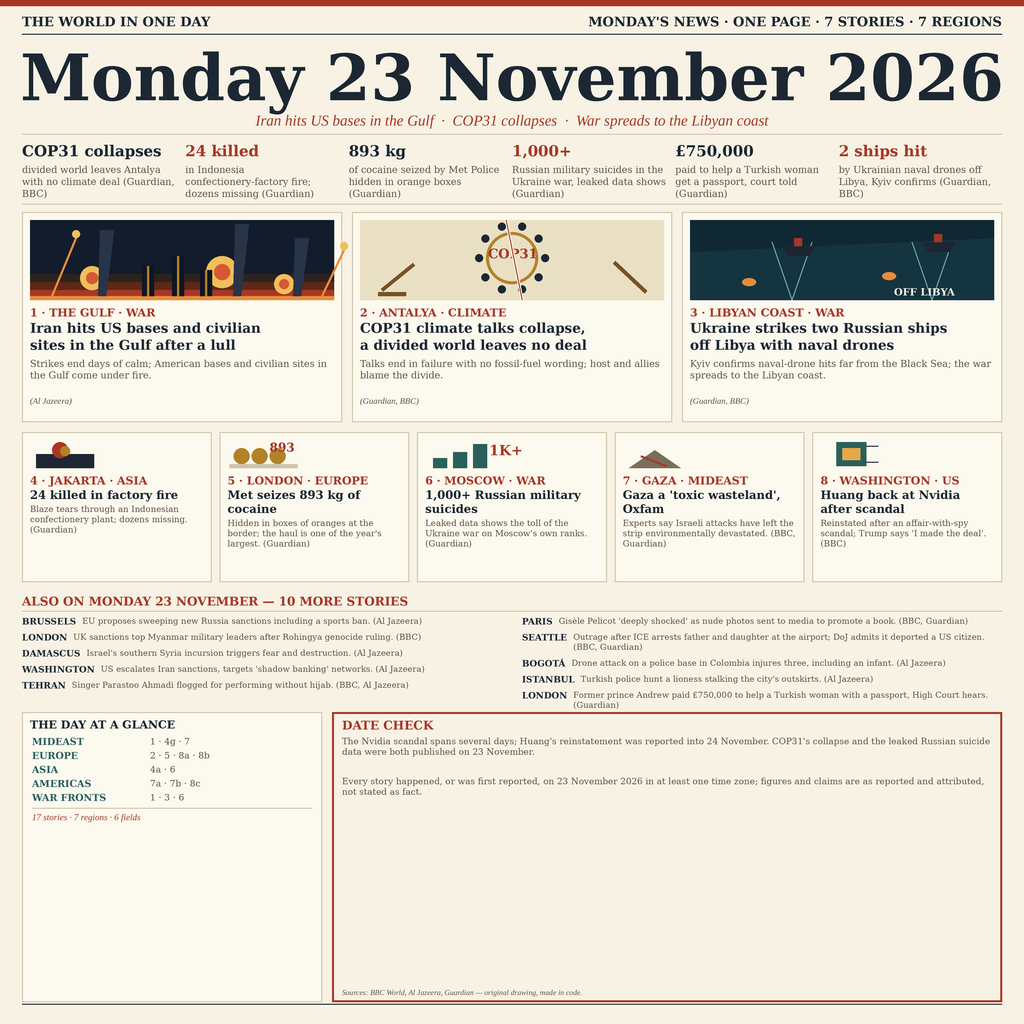 THE WORLD IN ONE DAY
MONDAY'S NEWS · ONE PAGE · 7 STORIES · 7 REGIONS
Monday 23 November 2026
Iran hits US bases in the Gulf · COP31 collapses · War spreads to the Libyan coast
COP31 collapses
divided world leaves Antalya
with no climate deal (Guardian,
BBC)
24 killed
in Indonesia
confectionery-factory fire;
dozens missing (Guardian)
893 kg
of cocaine seized by Met Police
hidden in orange boxes
(Guardian)
1,000+
Russian military suicides in the
Ukraine war, leaked data shows
(Guardian)
£750,000
paid to help a Turkish woman
get a passport, court told
(Guardian)
2 ships hit
by Ukrainian naval drones off
Libya, Kyiv confirms (Guardian,
BBC)
1 · THE GULF · WAR
Iran hits US bases and civilian
sites in the Gulf after a lull
Strikes end days of calm; American bases and civilian sites in
the Gulf come under fire.
(Al Jazeera)
COP31
2 · ANTALYA · CLIMATE
COP31 climate talks collapse,
a divided world leaves no deal
Talks end in failure with no fossil-fuel wording; host and allies
blame the divide.
(Guardian, BBC)
OFF LIBYA
3 · LIBYAN COAST · WAR
Ukraine strikes two Russian ships
off Libya with naval drones
Kyiv confirms naval-drone hits far from the Black Sea; the war
spreads to the Libyan coast.
(Guardian, BBC)
4 · JAKARTA · ASIA
24 killed in factory fire
Blaze tears through an Indonesian
confectionery plant; dozens missing.
(Guardian)
893
5 · LONDON · EUROPE
Met seizes 893 kg of
cocaine
Hidden in boxes of oranges at the
border; the haul is one of the year's
largest. (Guardian)
1K+
6 · MOSCOW · WAR
1,000+ Russian military
suicides
Leaked data shows the toll of the
Ukraine war on Moscow's own ranks.
(Guardian)
7 · GAZA · MIDEAST
Gaza a 'toxic wasteland',
Oxfam
Experts say Israeli attacks have left the
strip environmentally devastated. (BBC,
Guardian)
8 · WASHINGTON · US
Huang back at Nvidia
after scandal
Reinstated after an affair-with-spy
scandal; Trump says 'I made the deal'.
(BBC)
ALSO ON MONDAY 23 NOVEMBER — 10 MORE STORIES
BRUSSELS EU proposes sweeping new Russia sanctions including a sports ban. (Al Jazeera)
LONDON UK sanctions top Myanmar military leaders after Rohingya genocide ruling. (BBC)
DAMASCUS Israel's southern Syria incursion triggers fear and destruction. (Al Jazeera)
WASHINGTON US escalates Iran sanctions, targets 'shadow banking' networks. (Al Jazeera)
TEHRAN Singer Parastoo Ahmadi flogged for performing without hijab. (BBC, Al Jazeera)
PARIS Gisèle Pelicot 'deeply shocked' as nude photos sent to media to promote a book. (BBC, Guardian)
SEATTLE Outrage after ICE arrests father and daughter at the airport; DoJ admits it deported a US citizen.
(BBC, Guardian)
BOGOTÁ Drone attack on a police base in Colombia injures three, including an infant. (Al Jazeera)
ISTANBUL Turkish police hunt a lioness stalking the city's outskirts. (Al Jazeera)
LONDON Former prince Andrew paid £750,000 to help a Turkish woman with a passport, High Court hears.
(Guardian)
THE DAY AT A GLANCE
MIDEAST 1 · 4g · 7
EUROPE 2 · 5 · 8a · 8b
ASIA 4a · 6
AMERICAS 7a · 7b · 8c
WAR FRONTS 1 · 3 · 6
17 stories · 7 regions · 6 fields
DATE CHECK
The Nvidia scandal spans several days; Huang's reinstatement was reported into 24 November. COP31's collapse and the leaked Russian suicide
data were both published on 23 November.
Every story happened, or was first reported, on 23 November 2026 in at least one time zone; figures and claims are as reported and attributed,
not stated as fact.
Sources: BBC World, Al Jazeera, Guardian — original drawing, made in code.